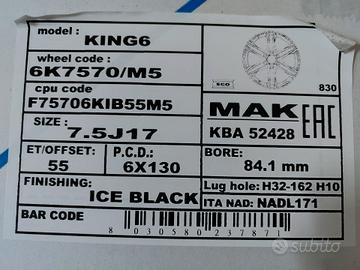 model :
KING6
wheel code :
6K7570/M5
cpu code
F75706KIB55M5
SIZE :
7.5J17
ET/OFFSET:
55
P.C.D.:
6X130
FINISHING:
ICE BLACK
BAR CODE
8 030580 237871
ECO
830
MAK
EAC
KBA 52428
BORE:
84.1 mm
Lug hole: H32-162 H10
ITA NAD: NADL171
subito